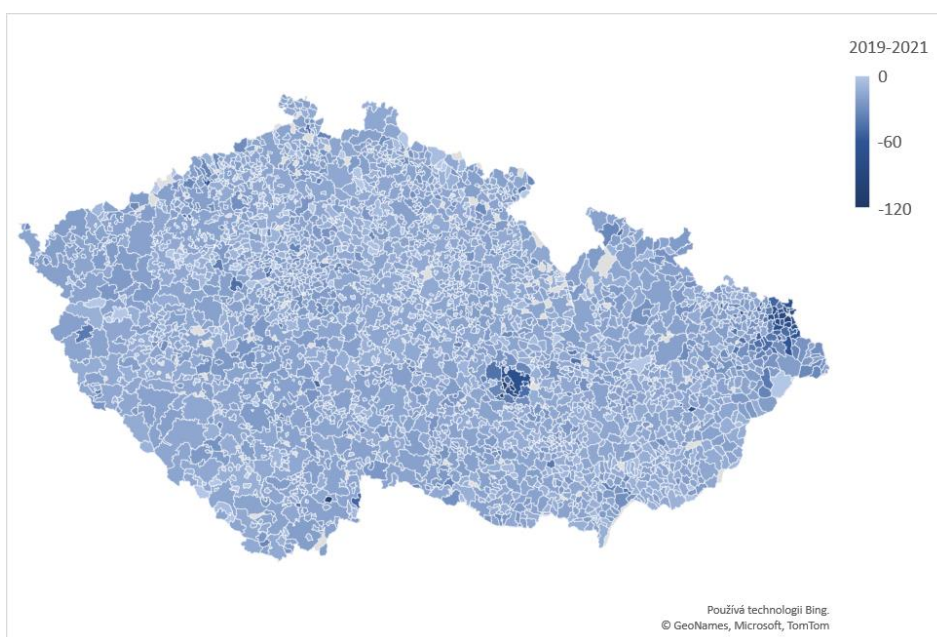 2019-2021
0
-60
-120
Používá technologii Bing.
© GeoNames, Microsoft, TomTom